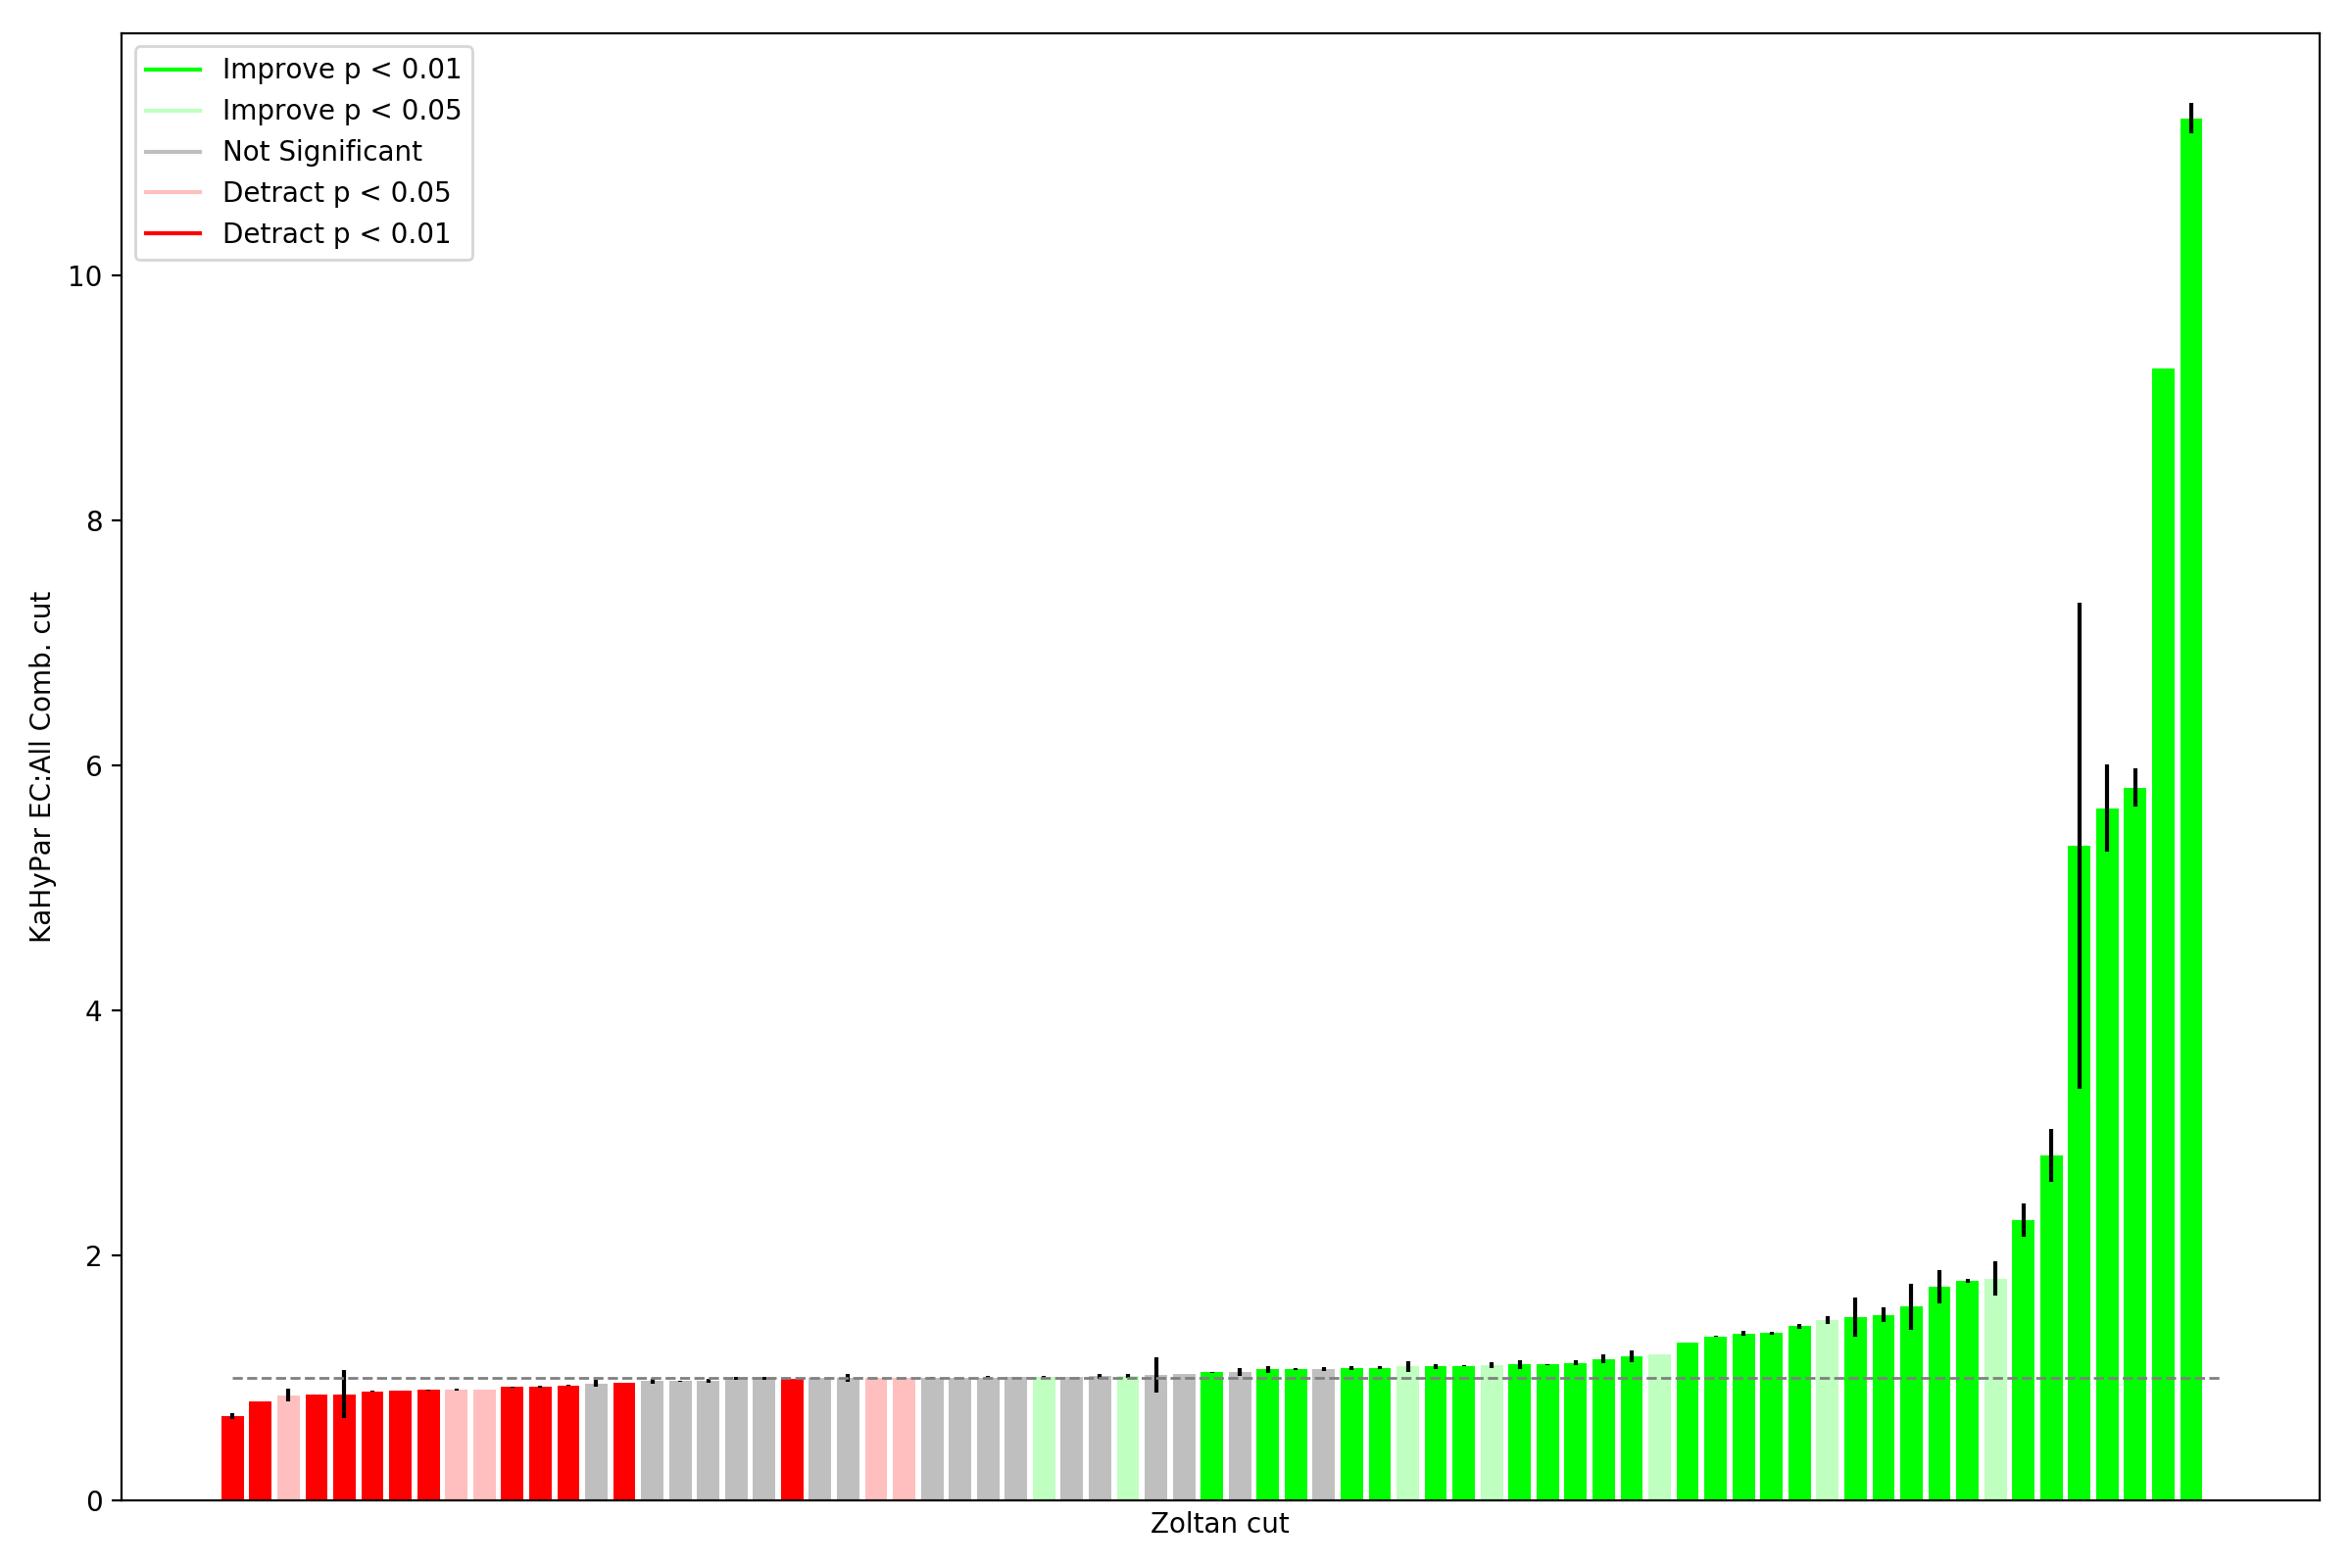 Improve p < 0.01
Improve p < 0.05
Not Significant
Detract p < 0.05
Detract p < 0.01
10
8
6
4
2
0
KaHyPar EC:All Comb. cut
Zoltan cut